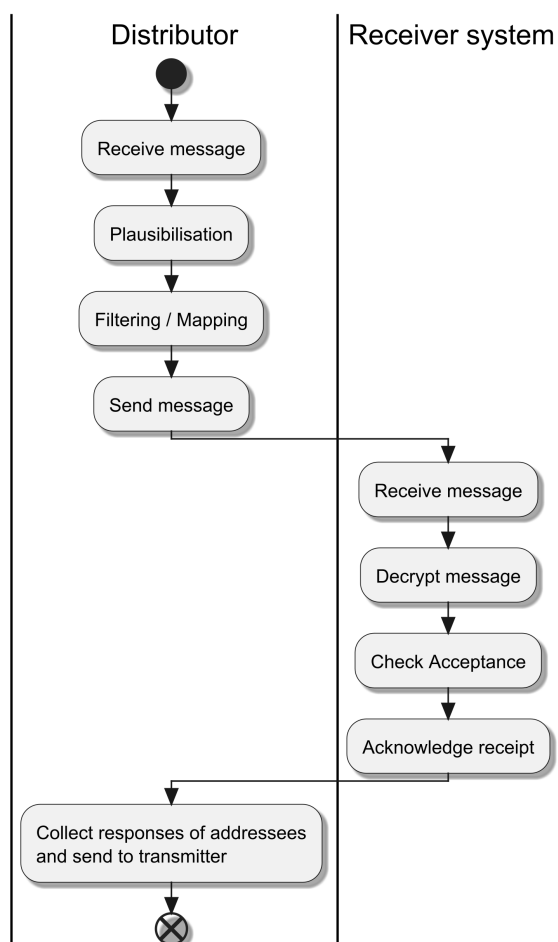 Distributor
Receiver system
Receive message
Plausibilisation
Filtering / Mapping
Send message
Receive message
Decrypt message
Check Acceptance
Acknowledge receipt
Collect responses of addressees
and send to transmitter